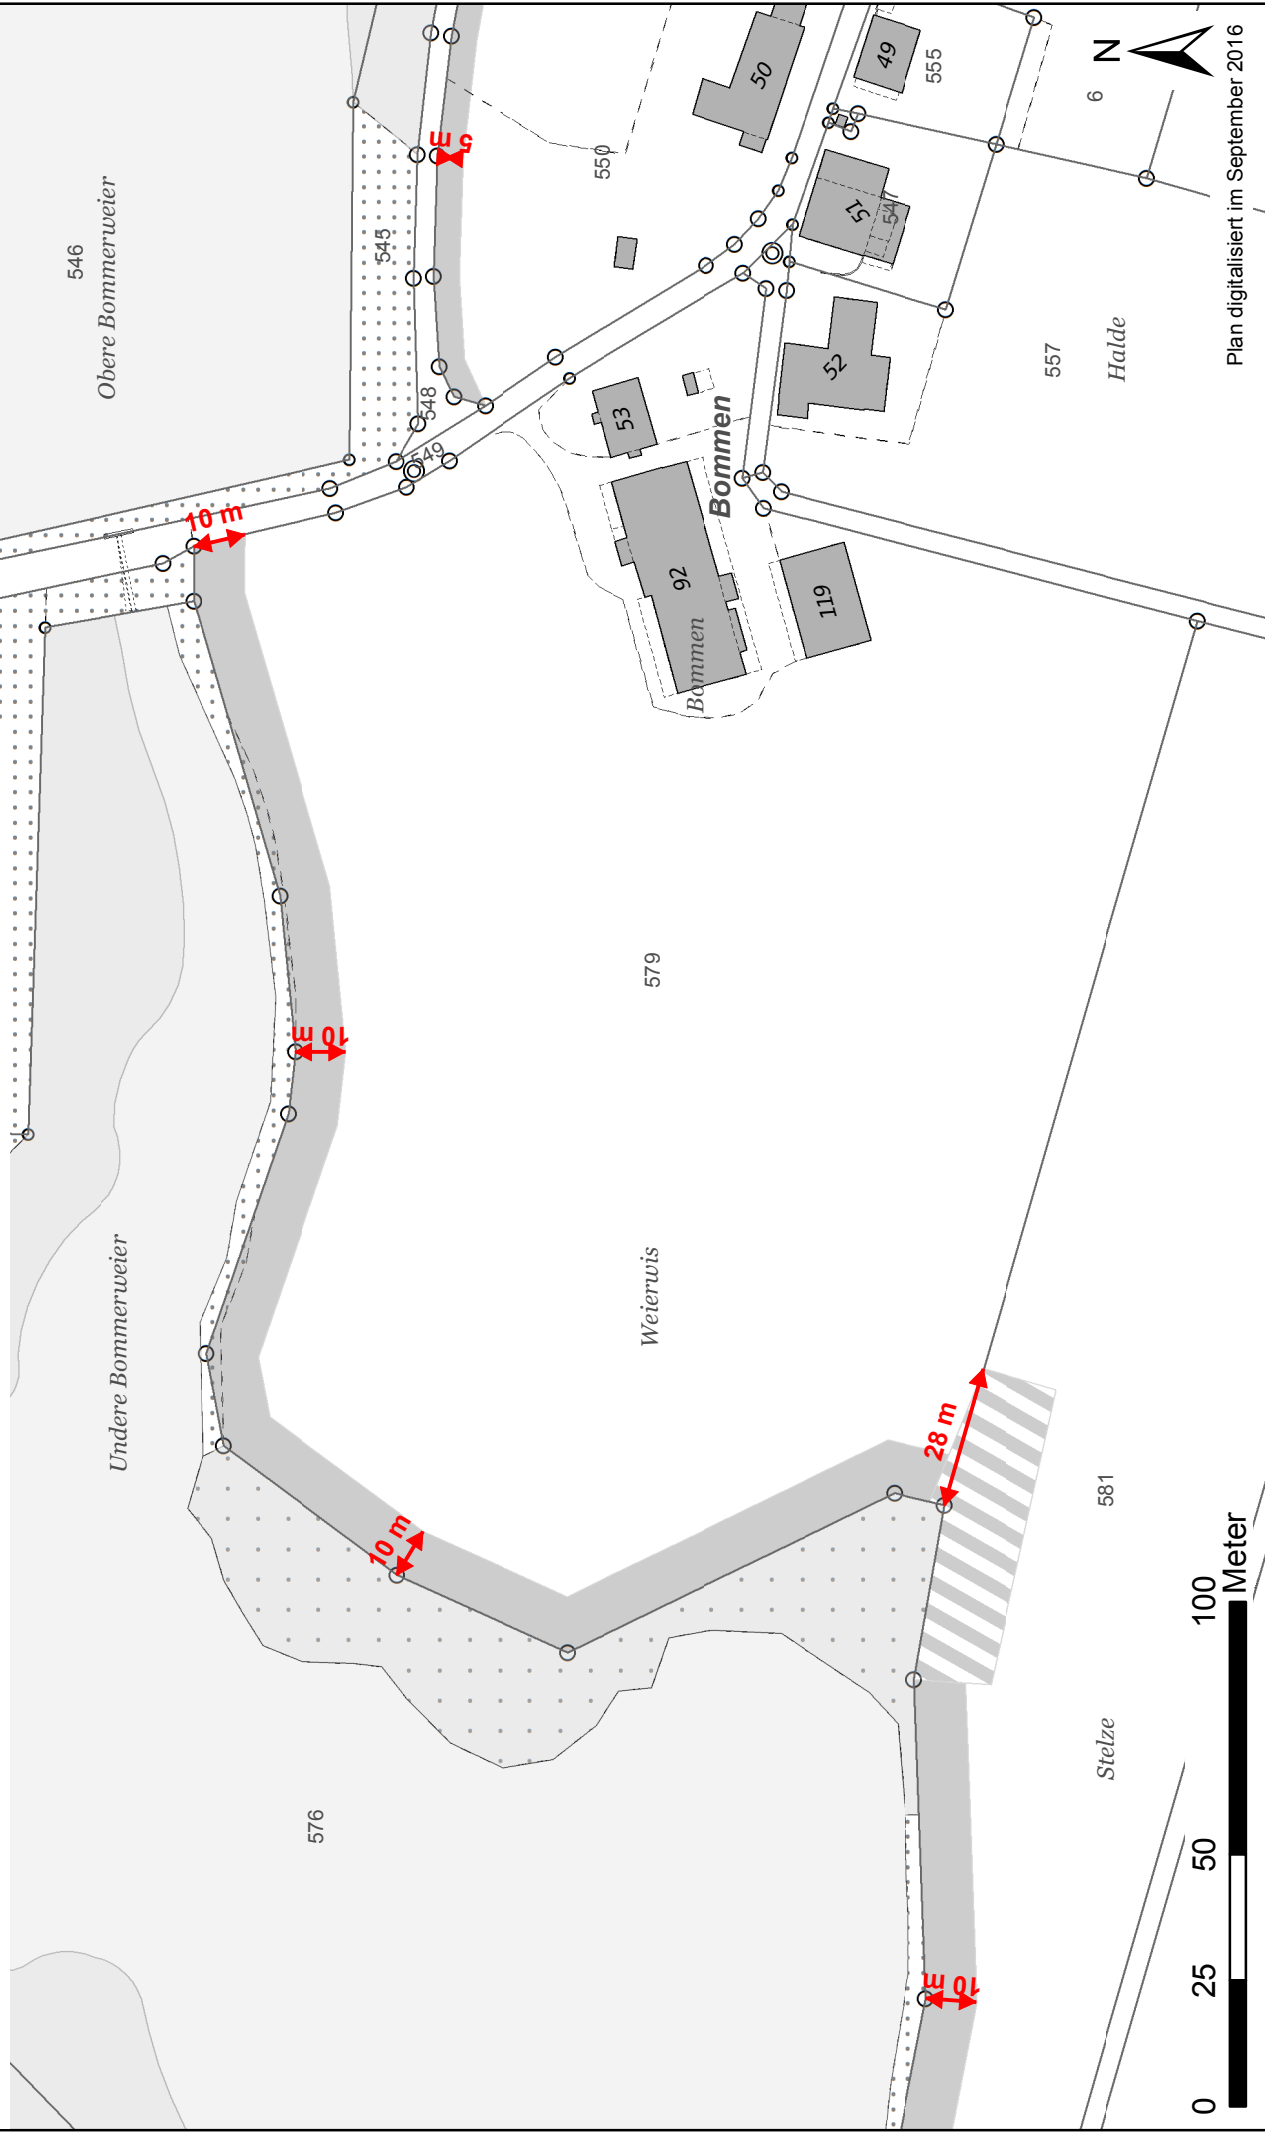 546
Obere Bommerweier
545
5 m
550
50
49
555
6
N
Plan digitalisiert im September 2016
51
547
548
549
53
52
557
Halde
Bommen
10 m
92
119
Bommen
579
10 m
Undere Bommerweier
Weierwis
28 m
10 m
581
576
Stelze
10 m
0 25 50 100
Meter